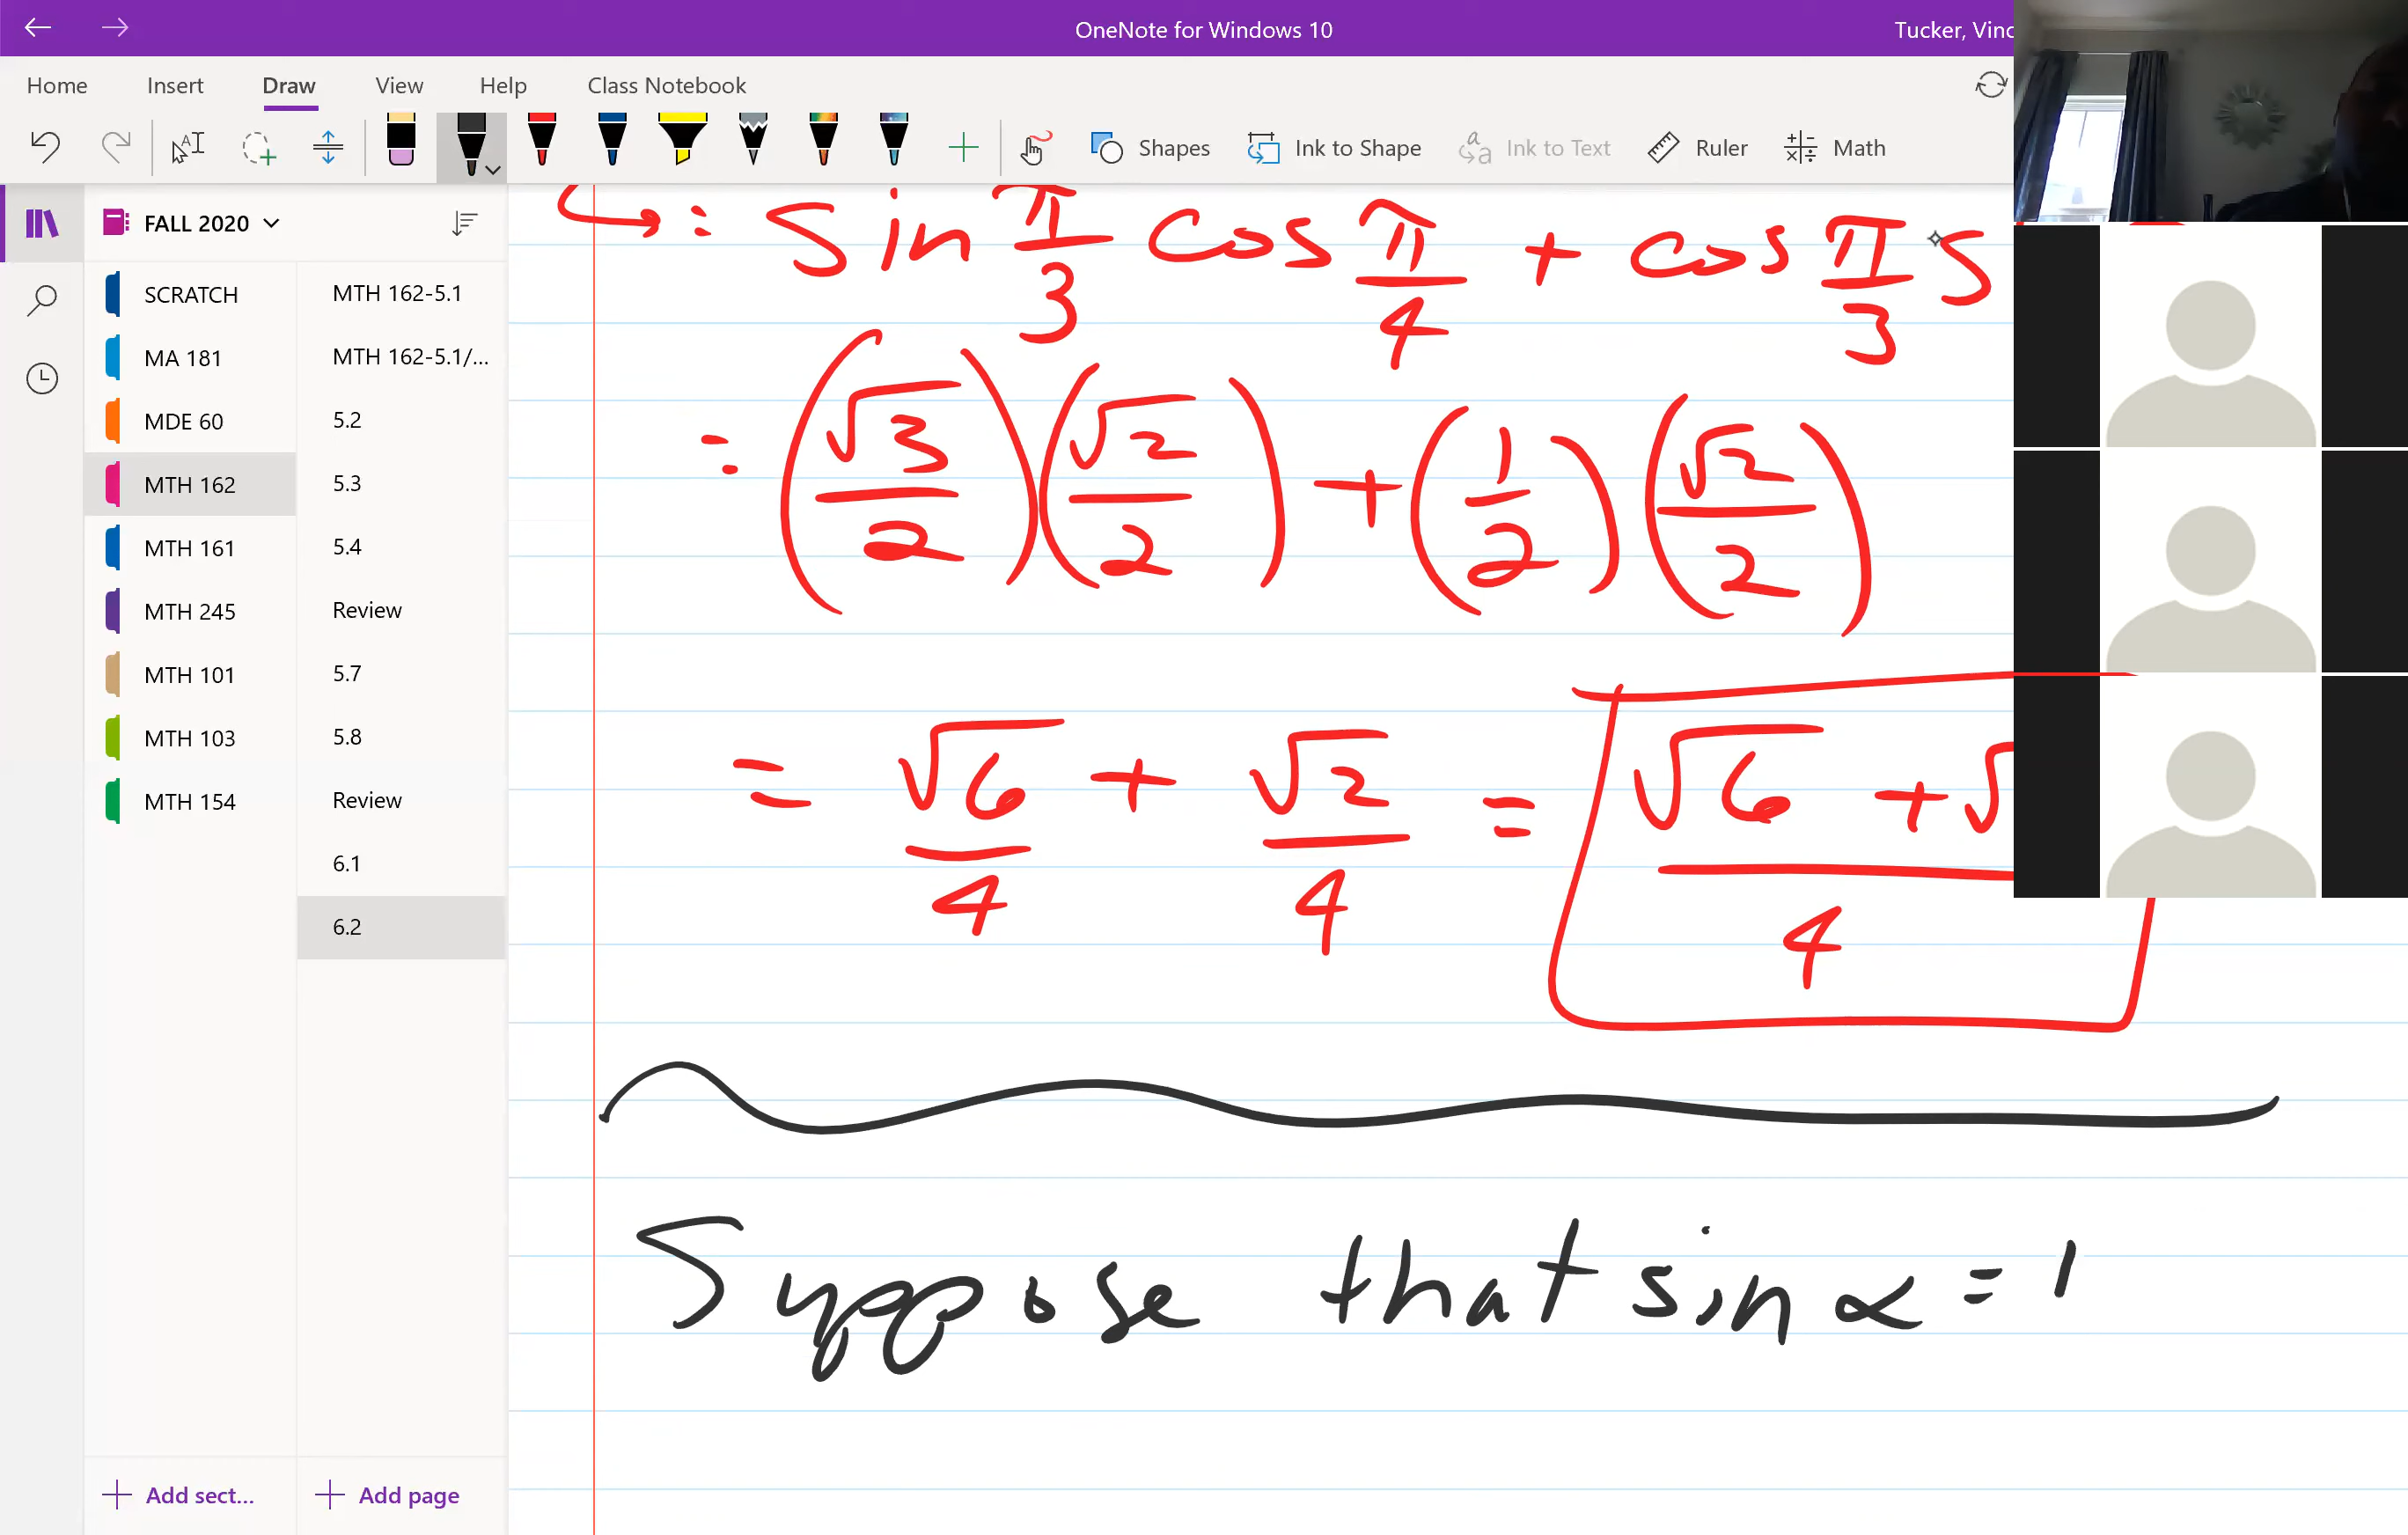 OneNote for Windows 10
Tucker, Vinc
Home Insert Draw View Help Class Notebook
Shapes Ink to Shape Ink to Text Ruler Math
FALL 2020
SCRATCH
MA 181
MDE 60
MTH 162
MTH 161
MTH 245
MTH 101
MTH 103
MTH 154
Add sect...
MTH 162-5.1
MTH 162-5.1/...
5.2
5.3
5.4
Review
5.7
5.8
Review
6.1
6.2
Add page
= sin π/3 cos π/4 + cos π/3 s
= (√3/2)(√2/2) + (1/2)(√2/2)
= √6/4 + √2/4 = √6 + √ /4
Suppose that sin α = 1